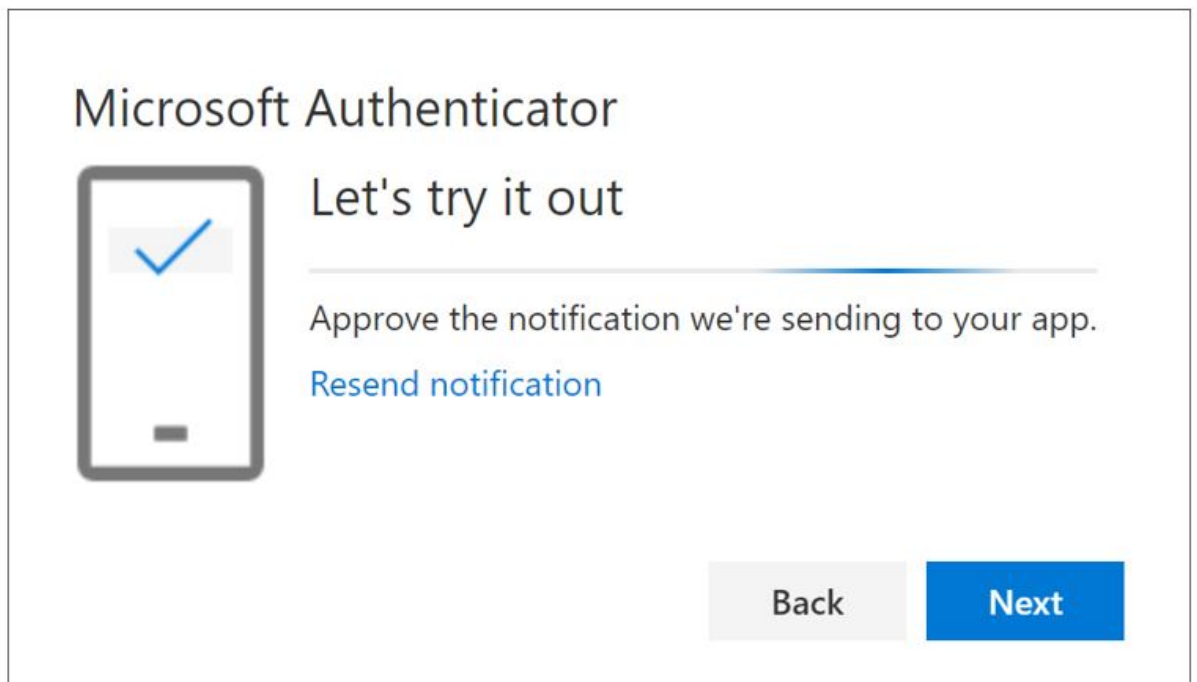 Microsoft Authenticator
Let's try it out
Approve the notification we're sending to your app.
Resend notification
Back
Next